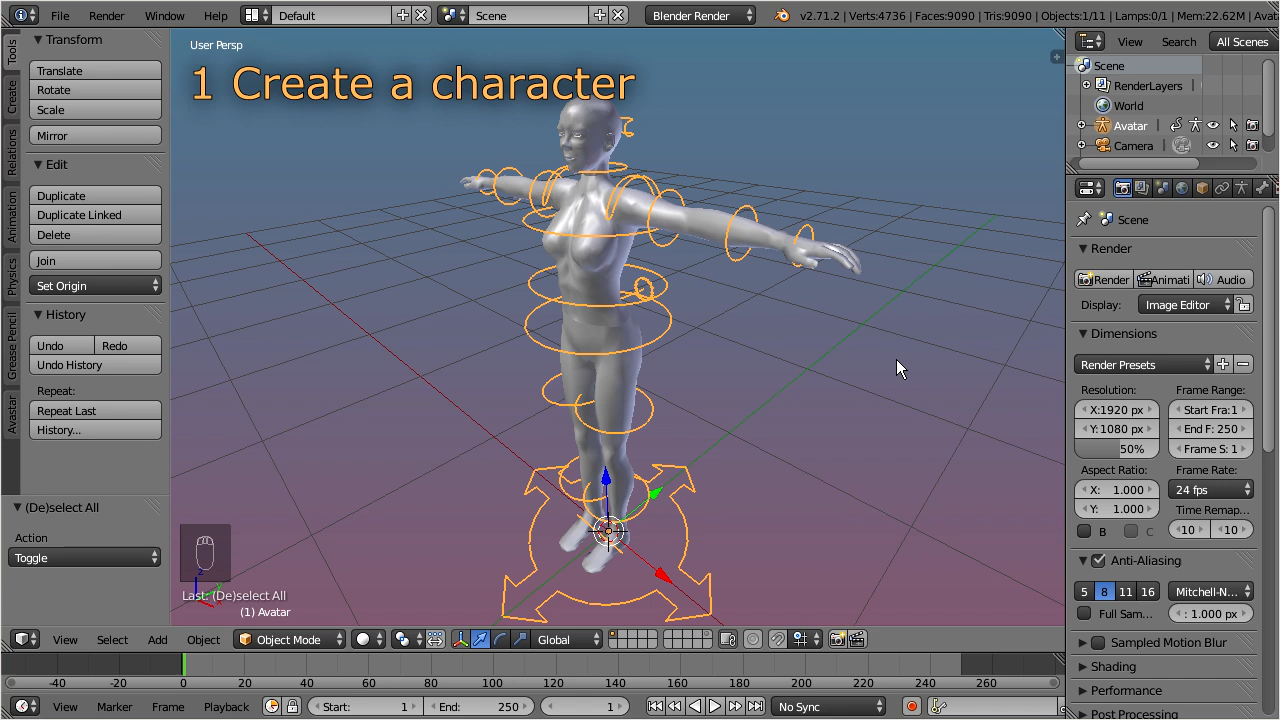 File Render Window Help Default Scene Blender Render v2.71.2 | Verts:4736 | Faces:9090 | Tris:9090 | Objects:1/11 | Lamps:0/1 | Mem:22.62M | Avat
Tools
Create
Relations
Animation
Physics
Grease Pencil
Avastar
Transform
Translate
Rotate
Scale
Mirror
Edit
Duplicate
Duplicate Linked
Delete
Join
Set Origin
History
Undo Redo
Undo History
Repeat:
Repeat Last
History...
(De)select All
Action
Toggle
User Persp
1 Create a character
Last: (De)select All
(1) Avatar
View Select Add Object Object Mode Global
-40 -20 0 20 40 60 80 100 120 140 160 180 200 220 240 260
View Marker Frame Playback Start: 1 End: 250 1 No Sync
View Search All Scenes
Scene
RenderLayers
World
Avatar
Camera
Scene
Render
Render Animati Audio
Display: Image Editor
Dimensions
Render Presets
Resolution: Frame Range:
X:1920 px Start Fra:1
Y:1080 px End F: 250
50% Frame S: 1
Aspect Ratio: Frame Rate:
X: 1.000 24 fps
Y: 1.000 Time Remap...
B C 10 10
Anti-Aliasing
5 8 11 16 Mitchell-N...
Full Sam... : 1.000 px
Sampled Motion Blur
Shading
Performance
Post Processing